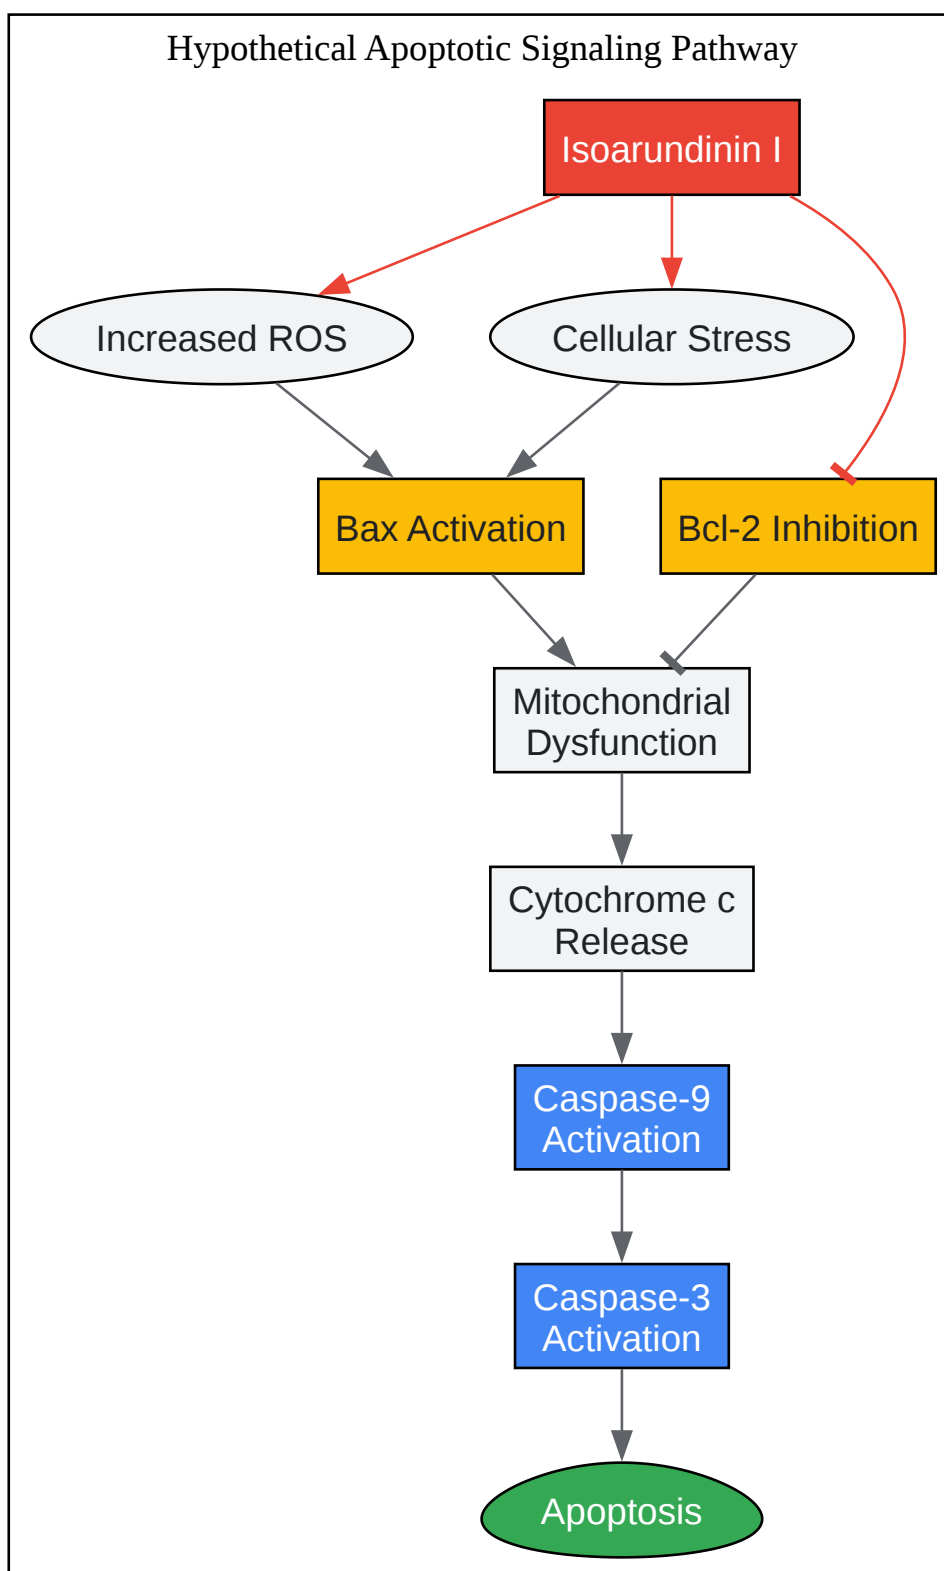 Hypothetical Apoptotic Signaling Pathway
Isoarundinin I
Increased ROS
Cellular Stress
Bax Activation
Bcl-2 Inhibition
Mitochondrial
Dysfunction
Cytochrome c
Release
Caspase-9
Activation
Caspase-3
Activation
Apoptosis